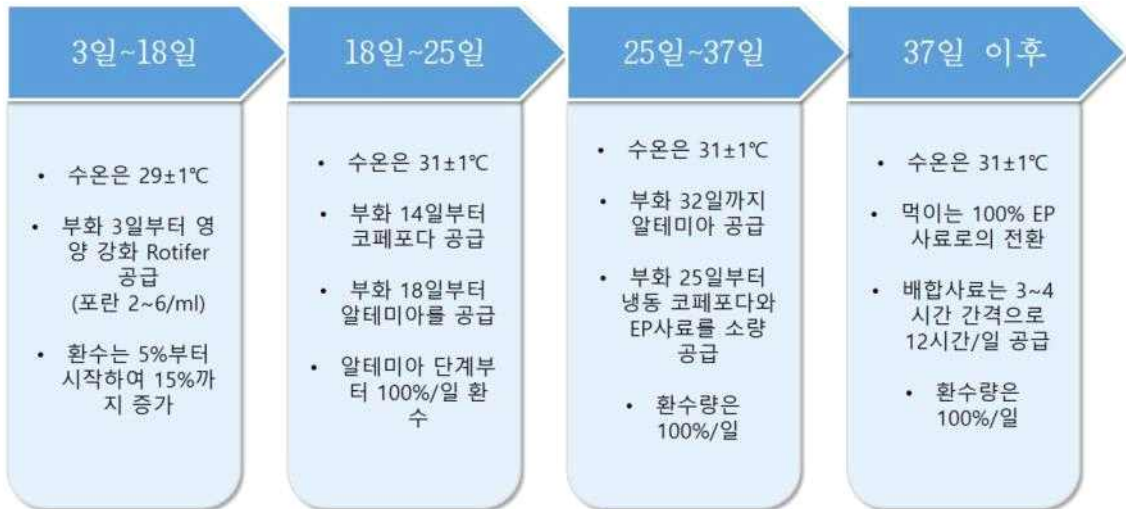 3일~18일
• 수온은 29±1℃
• 부화 3일부터 영
양 강화 Rotifer
공급
(포란 2~6/ml)
• 환수는 5%부터
시작하여 15%까
지 증가
18일~25일
• 수온은 31±1℃
• 부화 14일부터
코페포다 공급
• 부화 18일부터
알테미아를 공급
• 알테미아 단계부
터 100%/일 환
수
25일~37일
• 수온은 31±1℃
• 부화 32일까지
알테미아 공급
• 부화 25일부터
냉동 코페포다와
EP사료를 소량
공급
• 환수량은
100%/일
37일 이후
• 수온은 31±1℃
• 먹이는 100% EP
사료로의 전환
• 배합사료는 3~4
시간 간격으로
12시간/일 공급
• 환수량은
100%/일